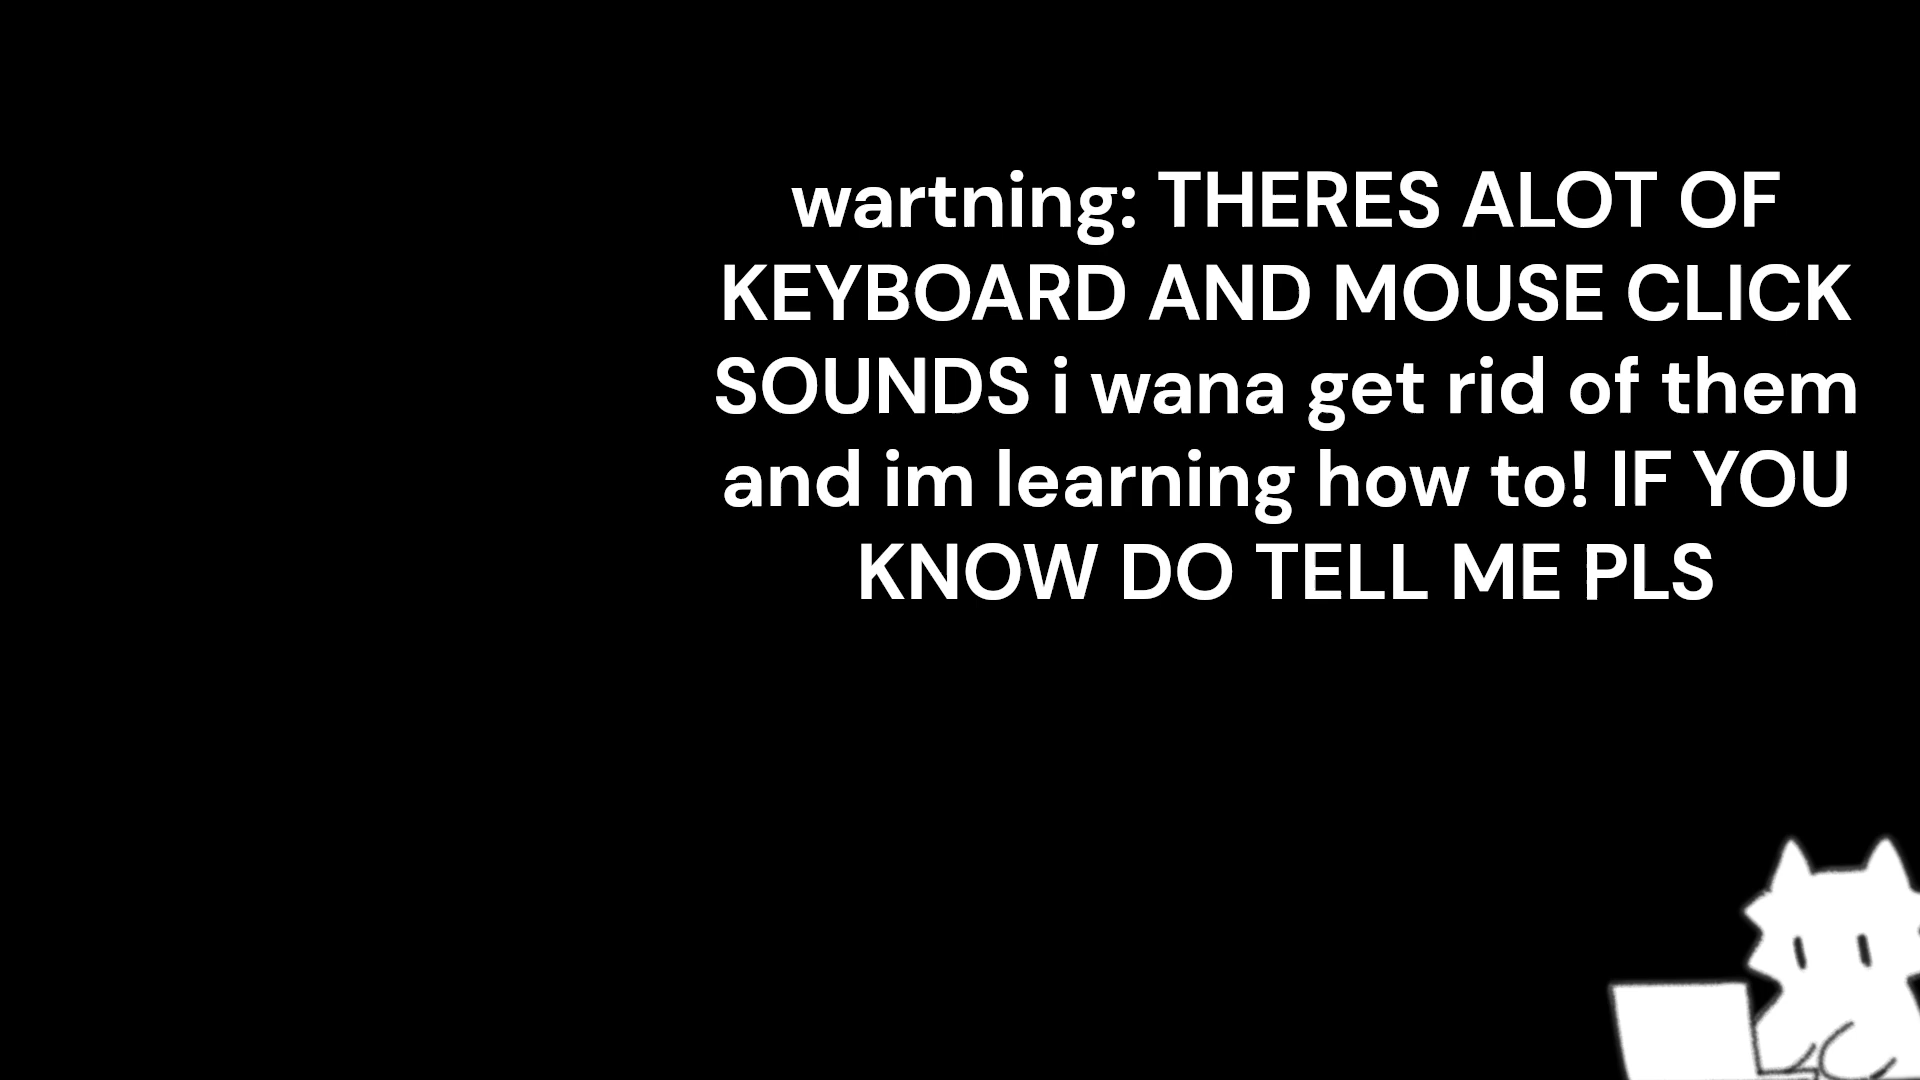 wartning: THERES ALOT OF
KEYBOARD AND MOUSE CLICK
SOUNDS i wana get rid of them
and im learning how to! IF YOU
KNOW DO TELL ME PLS